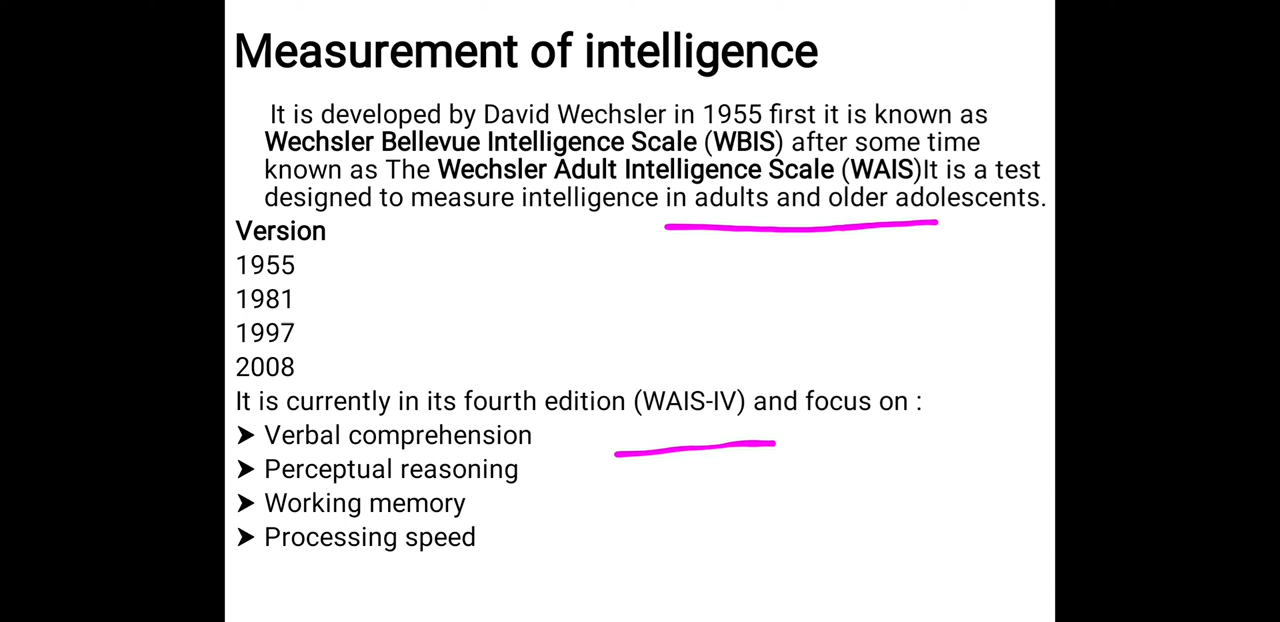 Measurement of intelligence
It is developed by David Wechsler in 1955 first it is known as
Wechsler Bellevue Intelligence Scale (WBIS) after some time
known as The Wechsler Adult Intelligence Scale (WAIS)It is a test
designed to measure intelligence in adults and older adolescents.
Version
1955
1981
1997
2008
It is currently in its fourth edition (WAIS-IV) and focus on :
➤ Verbal comprehension
➤ Perceptual reasoning
➤ Working memory
➤ Processing speed